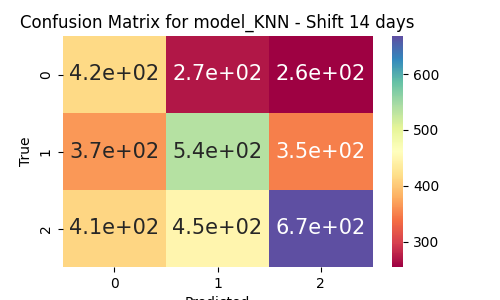 Confusion Matrix for model_KNN - Shift 14 days
0 4.2e+02 2.7e+02 2.6e+02
1 3.7e+02 5.4e+02 3.5e+02
2 4.1e+02 4.5e+02 6.7e+02
0 1 2
True
Predicted
600
500
400
300